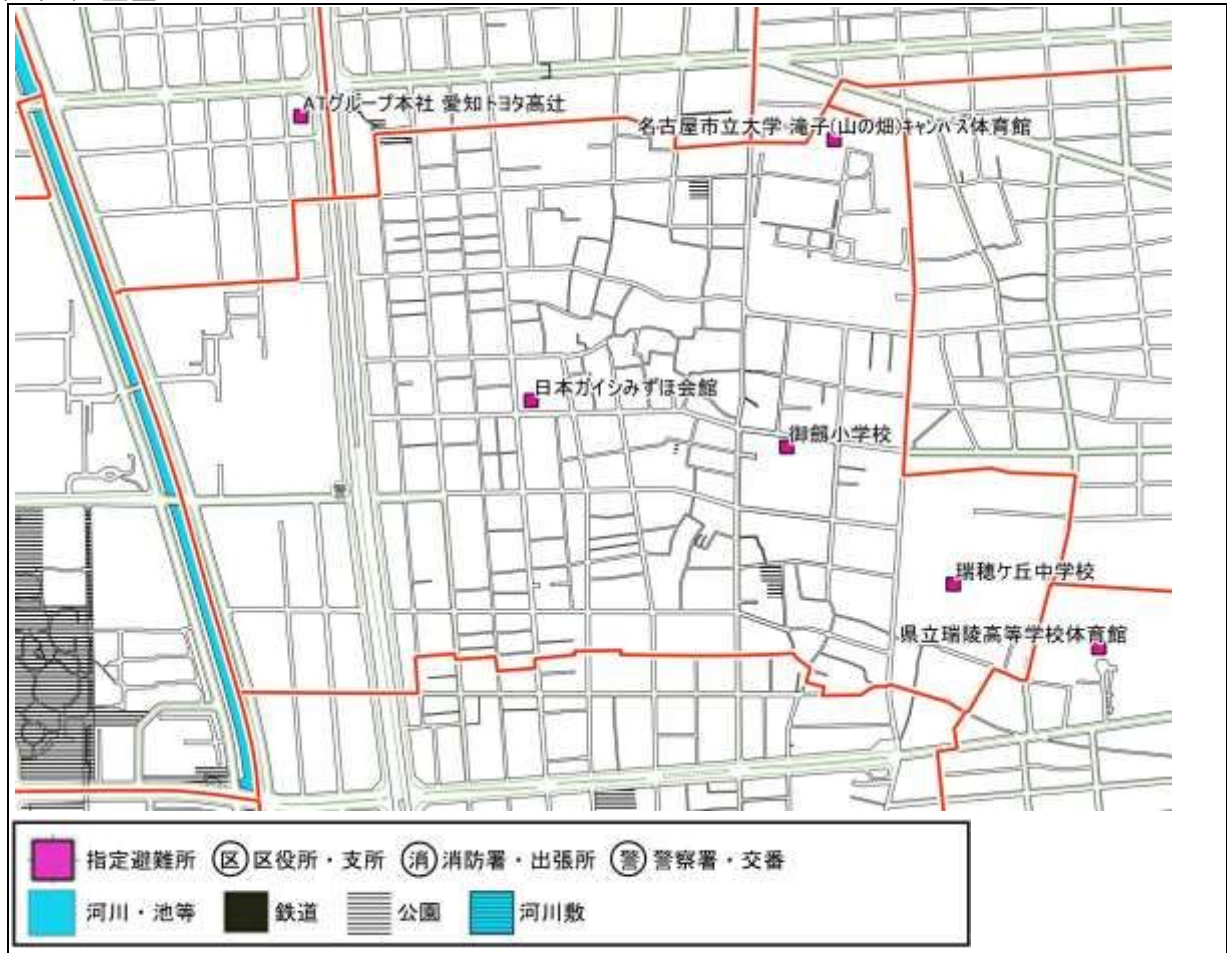 ATグループ本社 愛知トヨタ高辻
名古屋市立大学 滝子(山の畑)キャンパス体育館
日本ガイシみずほ会館
御劔小学校
警
瑞穂ケ丘中学校
県立瑞陵高等学校体育館
指定避難所 区 区役所・支所 消 消防署・出張所 警 警察署・交番
河川・池等 鉄道 公園 河川敷